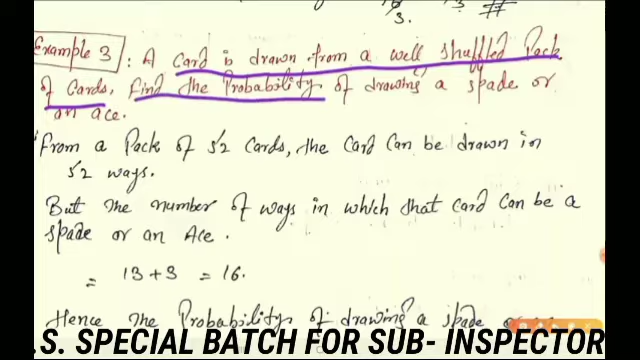 3.
Example 3 : A Card is drawn from a well shuffled Pack
of Cards, find the Probability of drawing a spade or
an ace.
From a Pack of 52 Cards, the Card Can be drawn in
52 ways.
But the number of ways in which that card can be a
spade or an Ace.
= 13 + 3 = 16.
Hence the Probability of drawing a spade
.S. SPECIAL BATCH FOR SUB- INSPECTOR